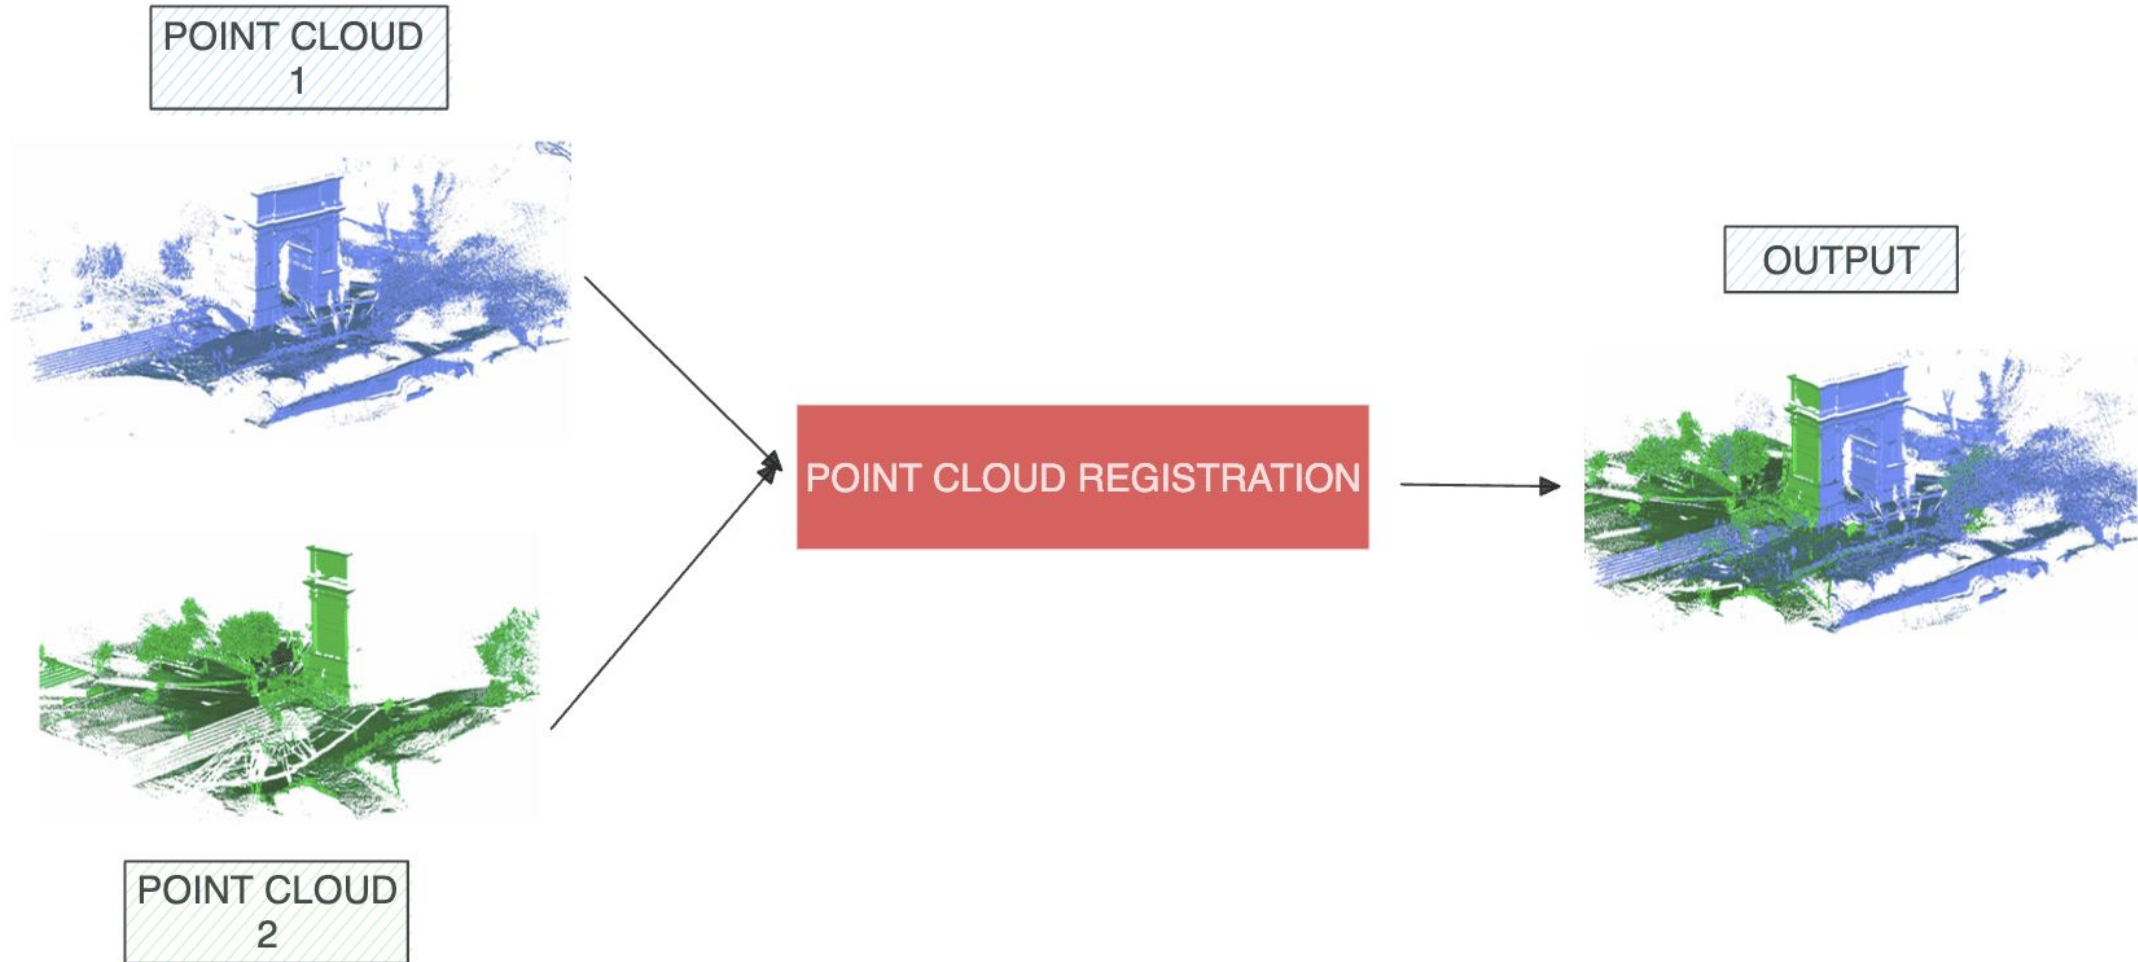 POINT CLOUD
1
OUTPUT
POINT CLOUD REGISTRATION
POINT CLOUD
2